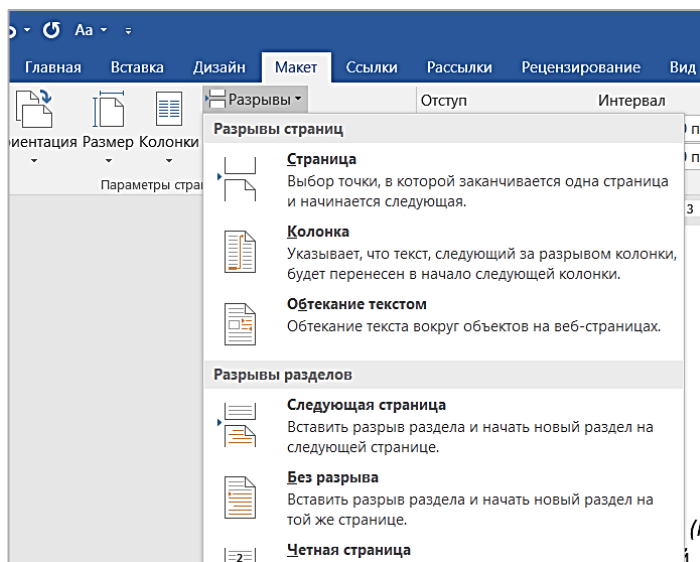 Aa
Главная Вставка Дизайн Макет Ссылки Рассылки Рецензирование Вид
Разрывы Отступ Интервал
иентация Размер Колонки
Параметры стра
Разрывы страниц
Страница
Выбор точки, в которой заканчивается одна страница
и начинается следующая.
3
Колонка
Указывает, что текст, следующий за разрывом колонки,
будет перенесен в начало следующей колонки.
Обтекание текстом
Обтекание текста вокруг объектов на веб-страницах.
Разрывы разделов
Следующая страница
Вставить разрыв раздела и начать новый раздел на
следующей странице.
Без разрыва
Вставить разрыв раздела и начать новый раздел на
той же странице.
Четная страница
2